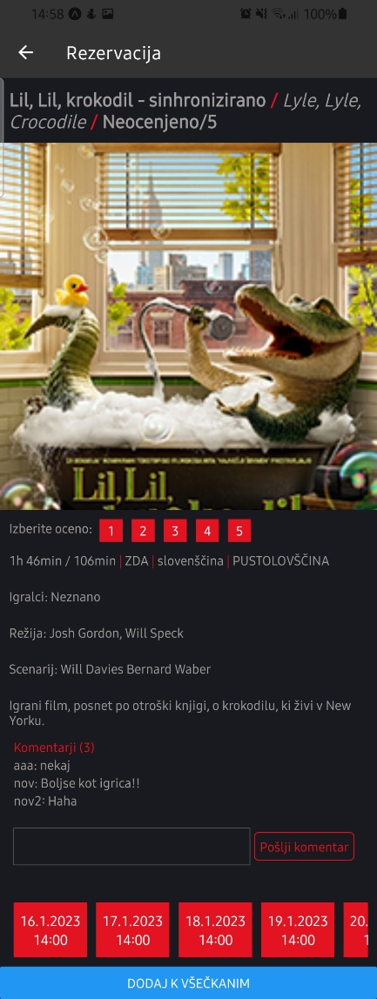 14:58 100%
Rezervacija
Lil, Lil, krokodil - sinhronizirano / Lyle, Lyle,
Crocodile / Neocenjeno/5
Lil, Lil,
Izberite oceno: 1 2 3 4 5
1h 46min / 106min | ZDA | slovenščina | PUSTOLOVŠČINA
Igralci: Neznano
Režija: Josh Gordon, Will Speck
Scenarij: Will Davies Bernard Waber
Igrani film, posnet po otroški knjigi, o krokodilu, ki živi v New
Yorku.
Komentarji (3)
aaa: nekaj
nov: Boljse kot igrica!!
nov2: Haha
Pošlji komentar
16.1.2023 17.1.2023 18.1.2023 19.1.2023 20.
14:00 14:00 14:00 14:00 1
DODAJ K VŠEČKANIM